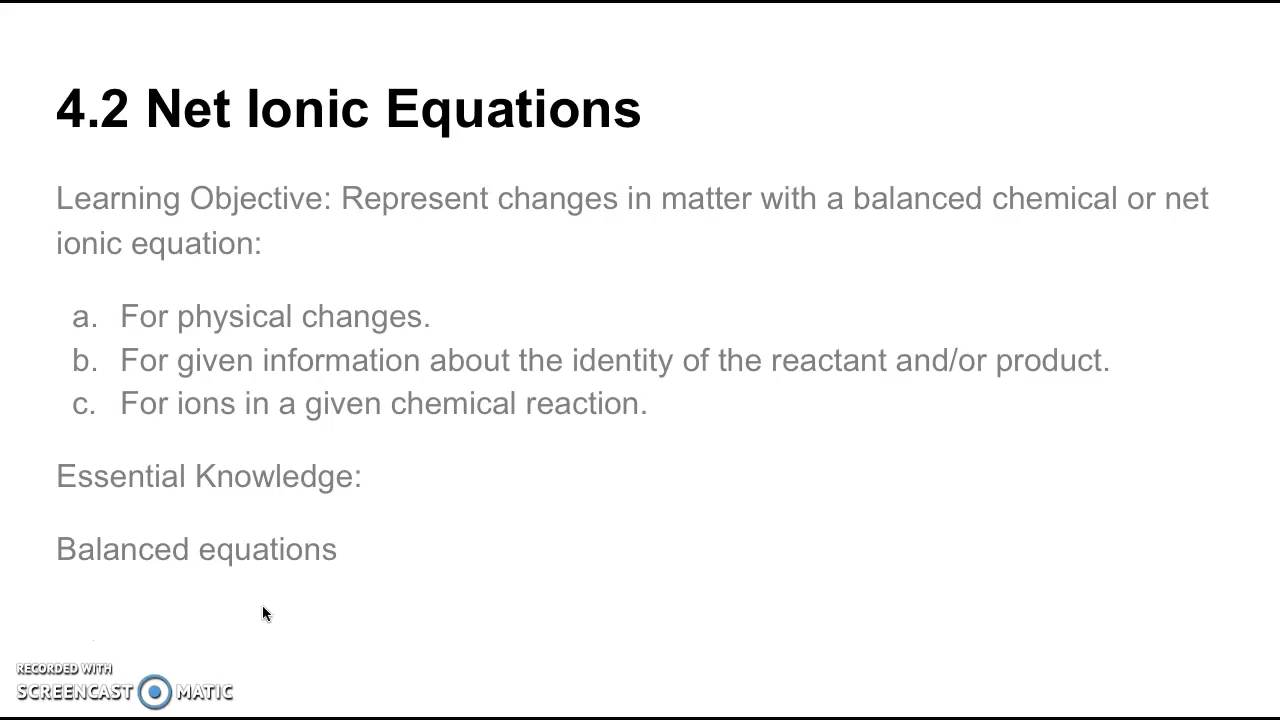 4.2 Net Ionic Equations
Learning Objective: Represent changes in matter with a balanced chemical or net
ionic equation:
a. For physical changes.
b. For given information about the identity of the reactant and/or product.
c. For ions in a given chemical reaction.
Essential Knowledge:
Balanced equations
RECORDED WITH
SCREENCAST MATIC